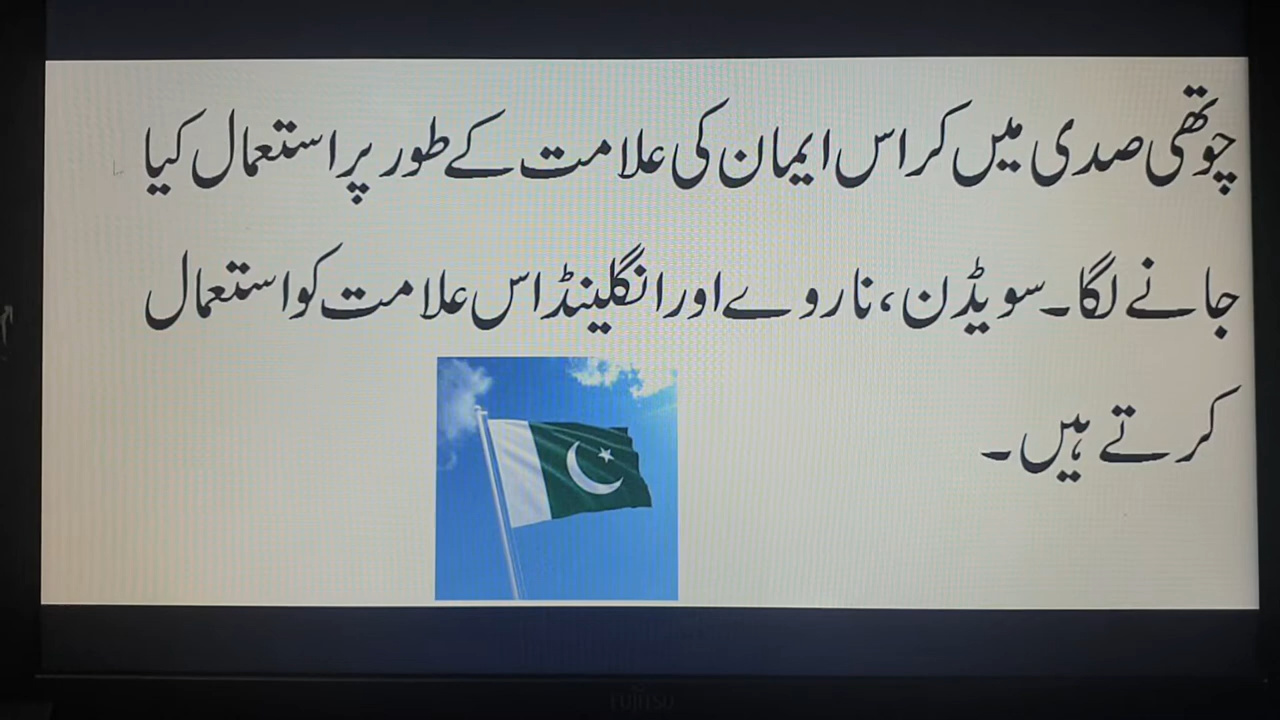 چوتھی صدی میں کراس ایمان کی علامت کے طور پر استعمال کیا
جانے لگا۔ سویڈن، ناروے اور انگلینڈ اس علامت کو استعمال
کرتے ہیں۔
FUJITSU